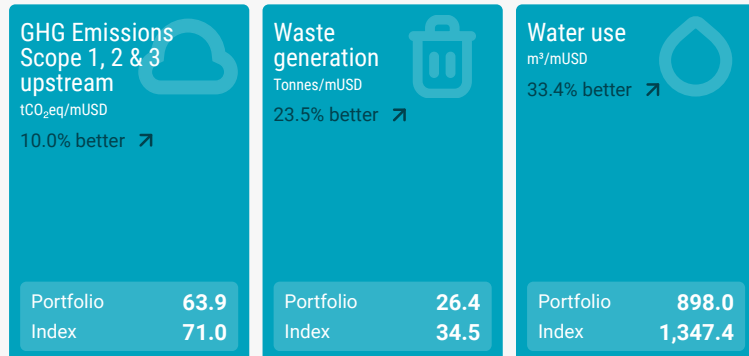 GHG Emissions
Scope 1, 2 & 3
upstream
tCO₂eq/mUSD
10.0% better
Portfolio 63.9
Index 71.0
Waste
generation
Tonnes/mUSD
23.5% better
Portfolio 26.4
Index 34.5
Water use
m³/mUSD
33.4% better
Portfolio 898.0
Index 1,347.4